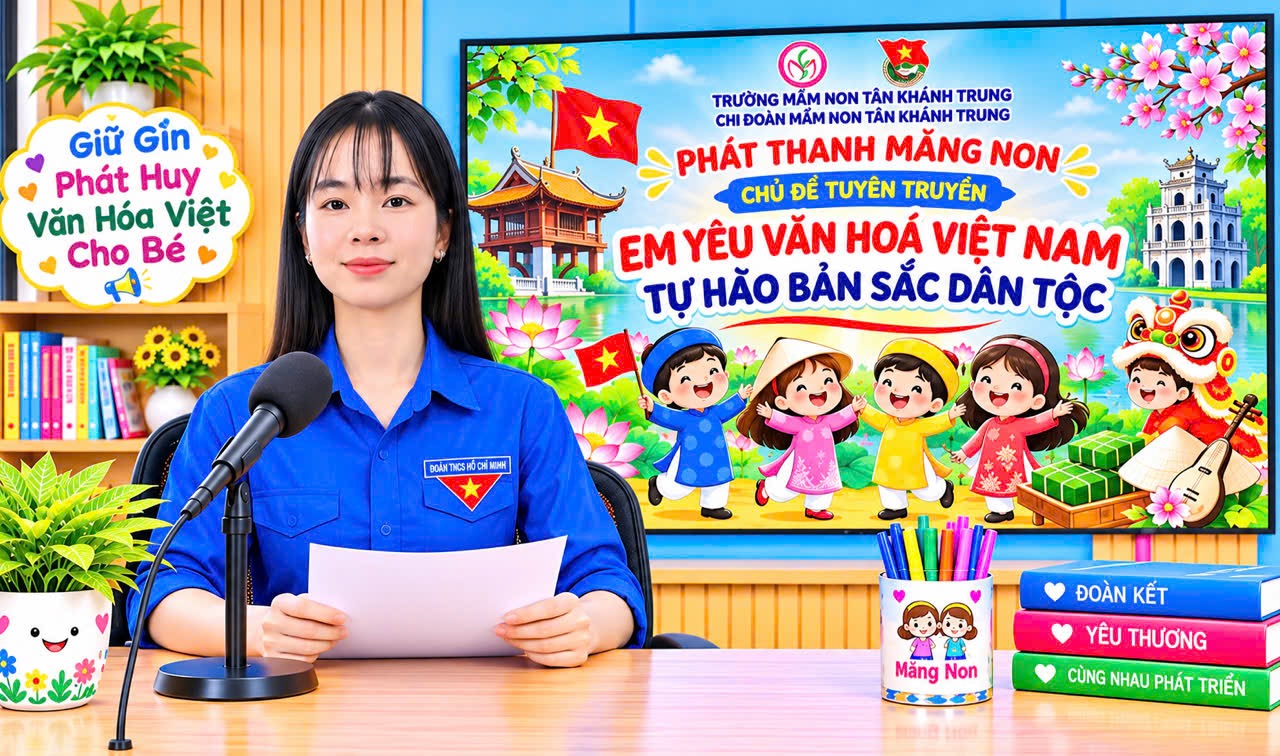 Giữ Gìn
Phát Huy
Văn Hóa Việt
Cho Bé
TRƯỜNG MẦM NON TÂN KHÁNH TRUNG
CHI ĐOÀN MẦM NON TÂN KHÁNH TRUNG
PHÁT THANH MĂNG NON
CHỦ ĐỀ TUYÊN TRUYỀN
EM YÊU VĂN HOÁ VIỆT NAM
TỰ HÀO BẢN SẮC DÂN TỘC
ĐOÀN TNCS HỒ CHÍ MINH
Măng Non
ĐOÀN KẾT
YÊU THƯƠNG
CÙNG NHAU PHÁT TRIỂN